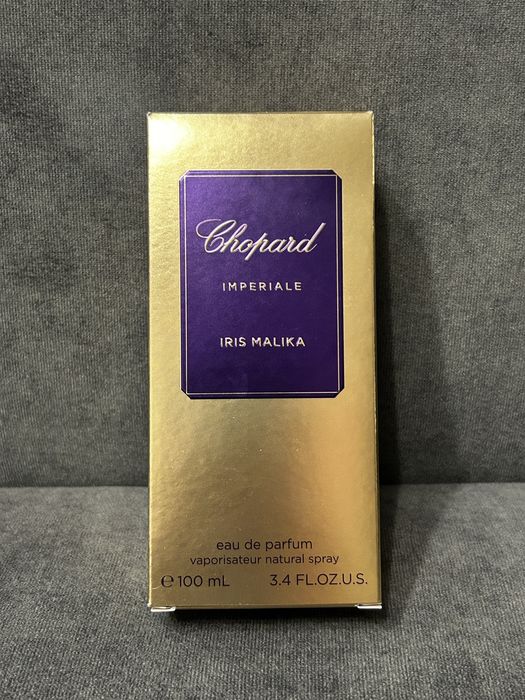 Chopard
IMPERIALE
IRIS MALIKA
eau de parfum
vaporisateur natural spray
℮ 100 mL 3.4 FL.OZ.U.S.